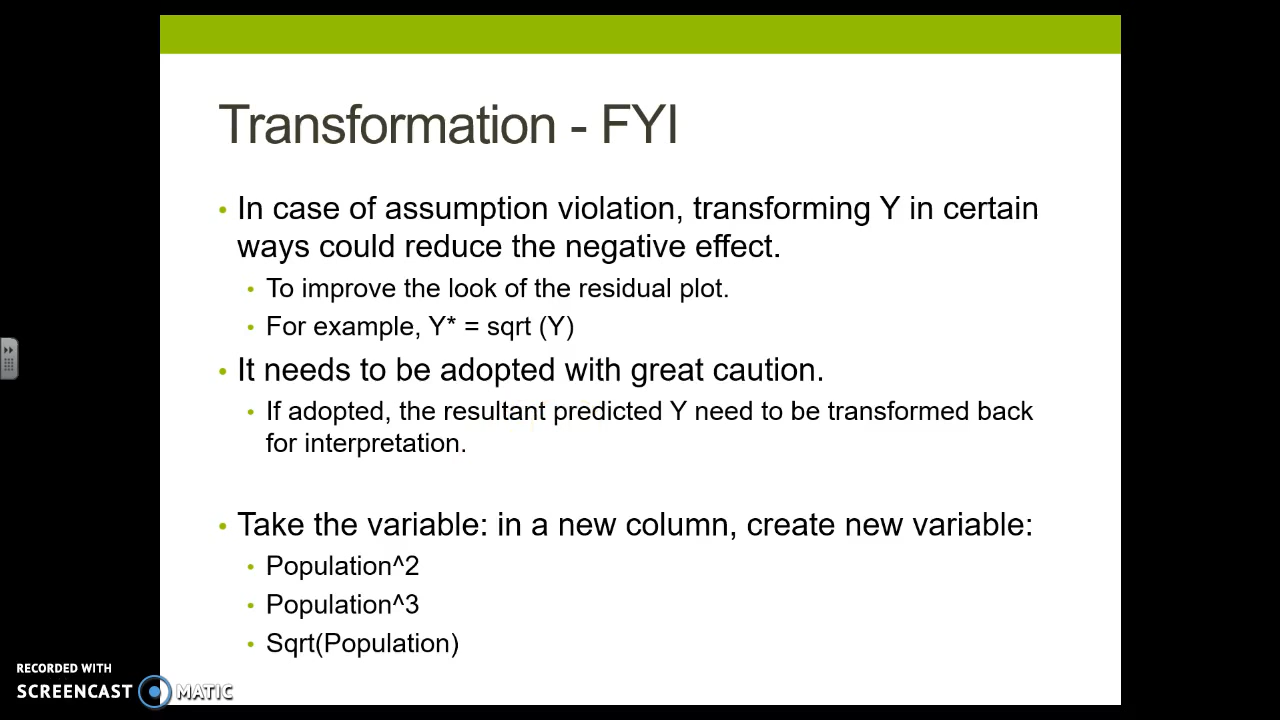 Transformation - FYI
• In case of assumption violation, transforming Y in certain
ways could reduce the negative effect.
• To improve the look of the residual plot.
• For example, Y* = sqrt (Y)
• It needs to be adopted with great caution.
• If adopted, the resultant predicted Y need to be transformed back
for interpretation.
• Take the variable: in a new column, create new variable:
• Population^2
• Population^3
• Sqrt(Population)
RECORDED WITH
SCREENCAST MATIC